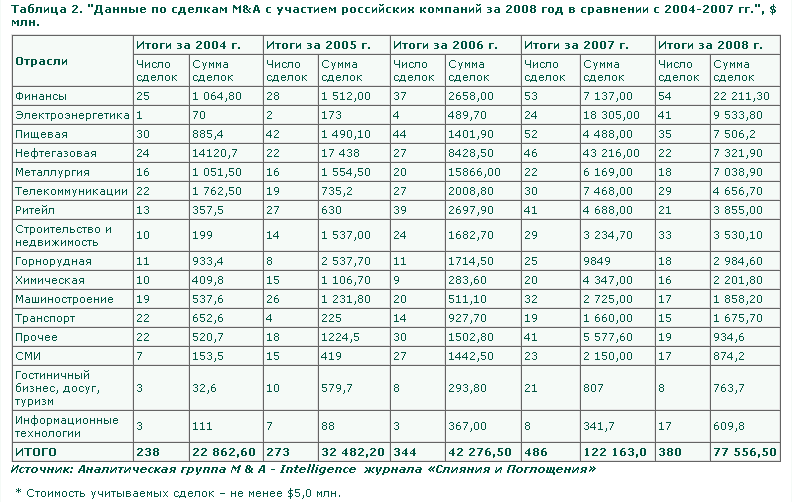 Таблица 2. "Данные по сделкам M&A с участием российских компаний за 2008 год в сравнении с 2004-2007 гг.", $
млн.
Отрасли Итоги за 2004 г. Итоги за 2005 г. Итоги за 2006 г. Итоги за 2007 г. Итоги за 2008 г.
Число сделок Сумма сделок Число сделок Сумма сделок Число сделок Сумма сделок Число сделок Сумма сделок Число сделок Сумма сделок
Финансы 25 1 064,80 28 1 512,00 37 2658,00 53 7 137,00 54 22 211,30
Электроэнергетика 1 70 2 173 4 489,70 24 18 305,00 41 9 533,80
Пищевая 30 885,4 42 1 490,10 44 1401,90 52 4 488,00 35 7 506,2
Нефтегазовая 24 14120,7 22 17 438 27 8428,50 46 43 216,00 22 7 321,90
Металлургия 16 1 051,50 16 1 554,50 20 15866,00 22 6 169,00 18 7 038,90
Телекоммуникации 22 1 762,50 19 735,2 27 2008,80 30 7 468,00 29 4 656,70
Ритейл 13 357,5 27 630 39 2697,90 41 4 688,00 21 3 855,00
Строительство и
недвижимость 10 199 14 1 537,00 24 1682,70 29 3 234,70 33 3 530,10
Горнорудная 11 933,4 8 2 537,70 11 1714,50 25 9849 18 2 984,60
Химическая 10 409,8 15 1 106,70 9 283,60 20 4 347,00 16 2 201,80
Машиностроение 19 537,6 26 1 231,80 20 511,10 32 2 725,00 17 1 858,20
Транспорт 22 652,6 4 225 14 927,70 19 1 660,00 15 1 675,70
Прочее 22 520,7 18 1224,5 30 1502,80 41 5 577,60 19 934,6
СМИ 7 153,5 15 419 27 1442,50 23 2 150,00 17 874,2
Гостиничный
бизнес, досуг,
туризм 3 32,6 10 579,7 8 293,80 21 807 8 763,7
Информационные
технологии 3 111 7 88 3 367,00 8 341,7 17 609,8
ИТОГО 238 22 862,60 273 32 482,20 344 42 276,50 486 122 163,0 380 77 556,50
Источник: Аналитическая группа M & A - Intelligence журнала «Слияния и Поглощения»
* Стоимость учитываемых сделок – не менее $5,0 млн.